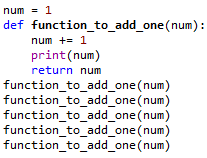 num = 1
def function_to_add_one(num):
    num += 1
    print(num)
    return num
function_to_add_one(num)
function_to_add_one(num)
function_to_add_one(num)
function_to_add_one(num)
function_to_add_one(num)